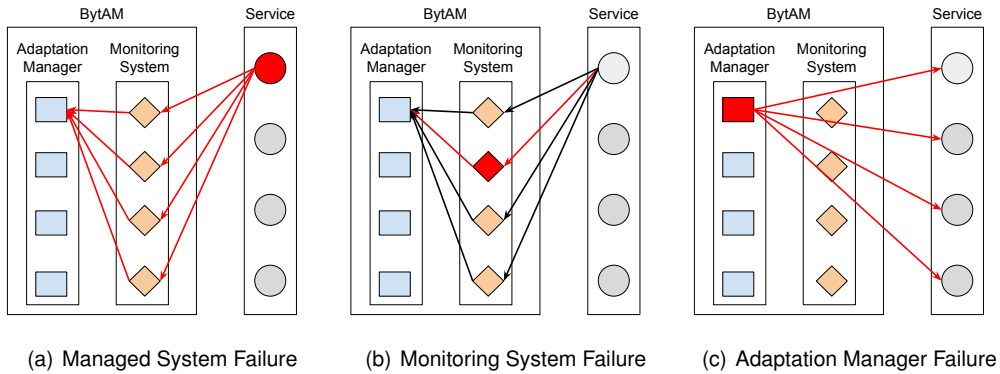 BytAM
Service
Adaptation
Manager
Monitoring
System
(a) Managed System Failure
BytAM
Service
Adaptation
Manager
Monitoring
System
(b) Monitoring System Failure
BytAM
Service
Adaptation
Manager
Monitoring
System
(c) Adaptation Manager Failure